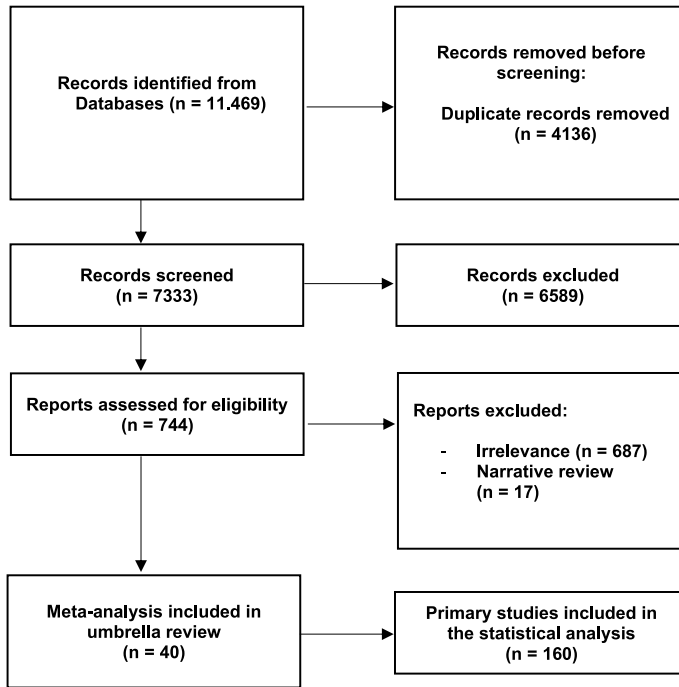 Records identified from
Databases (n = 11.469)
Records removed before
screening:
Duplicate records removed
(n = 4136)
Records screened
(n = 7333)
Records excluded
(n = 6589)
Reports assessed for eligibility
(n = 744)
Reports excluded:
- Irrelevance (n = 687)
- Narrative review
(n = 17)
Meta-analysis included in
umbrella review
(n = 40)
Primary studies included in
the statistical analysis
(n = 160)